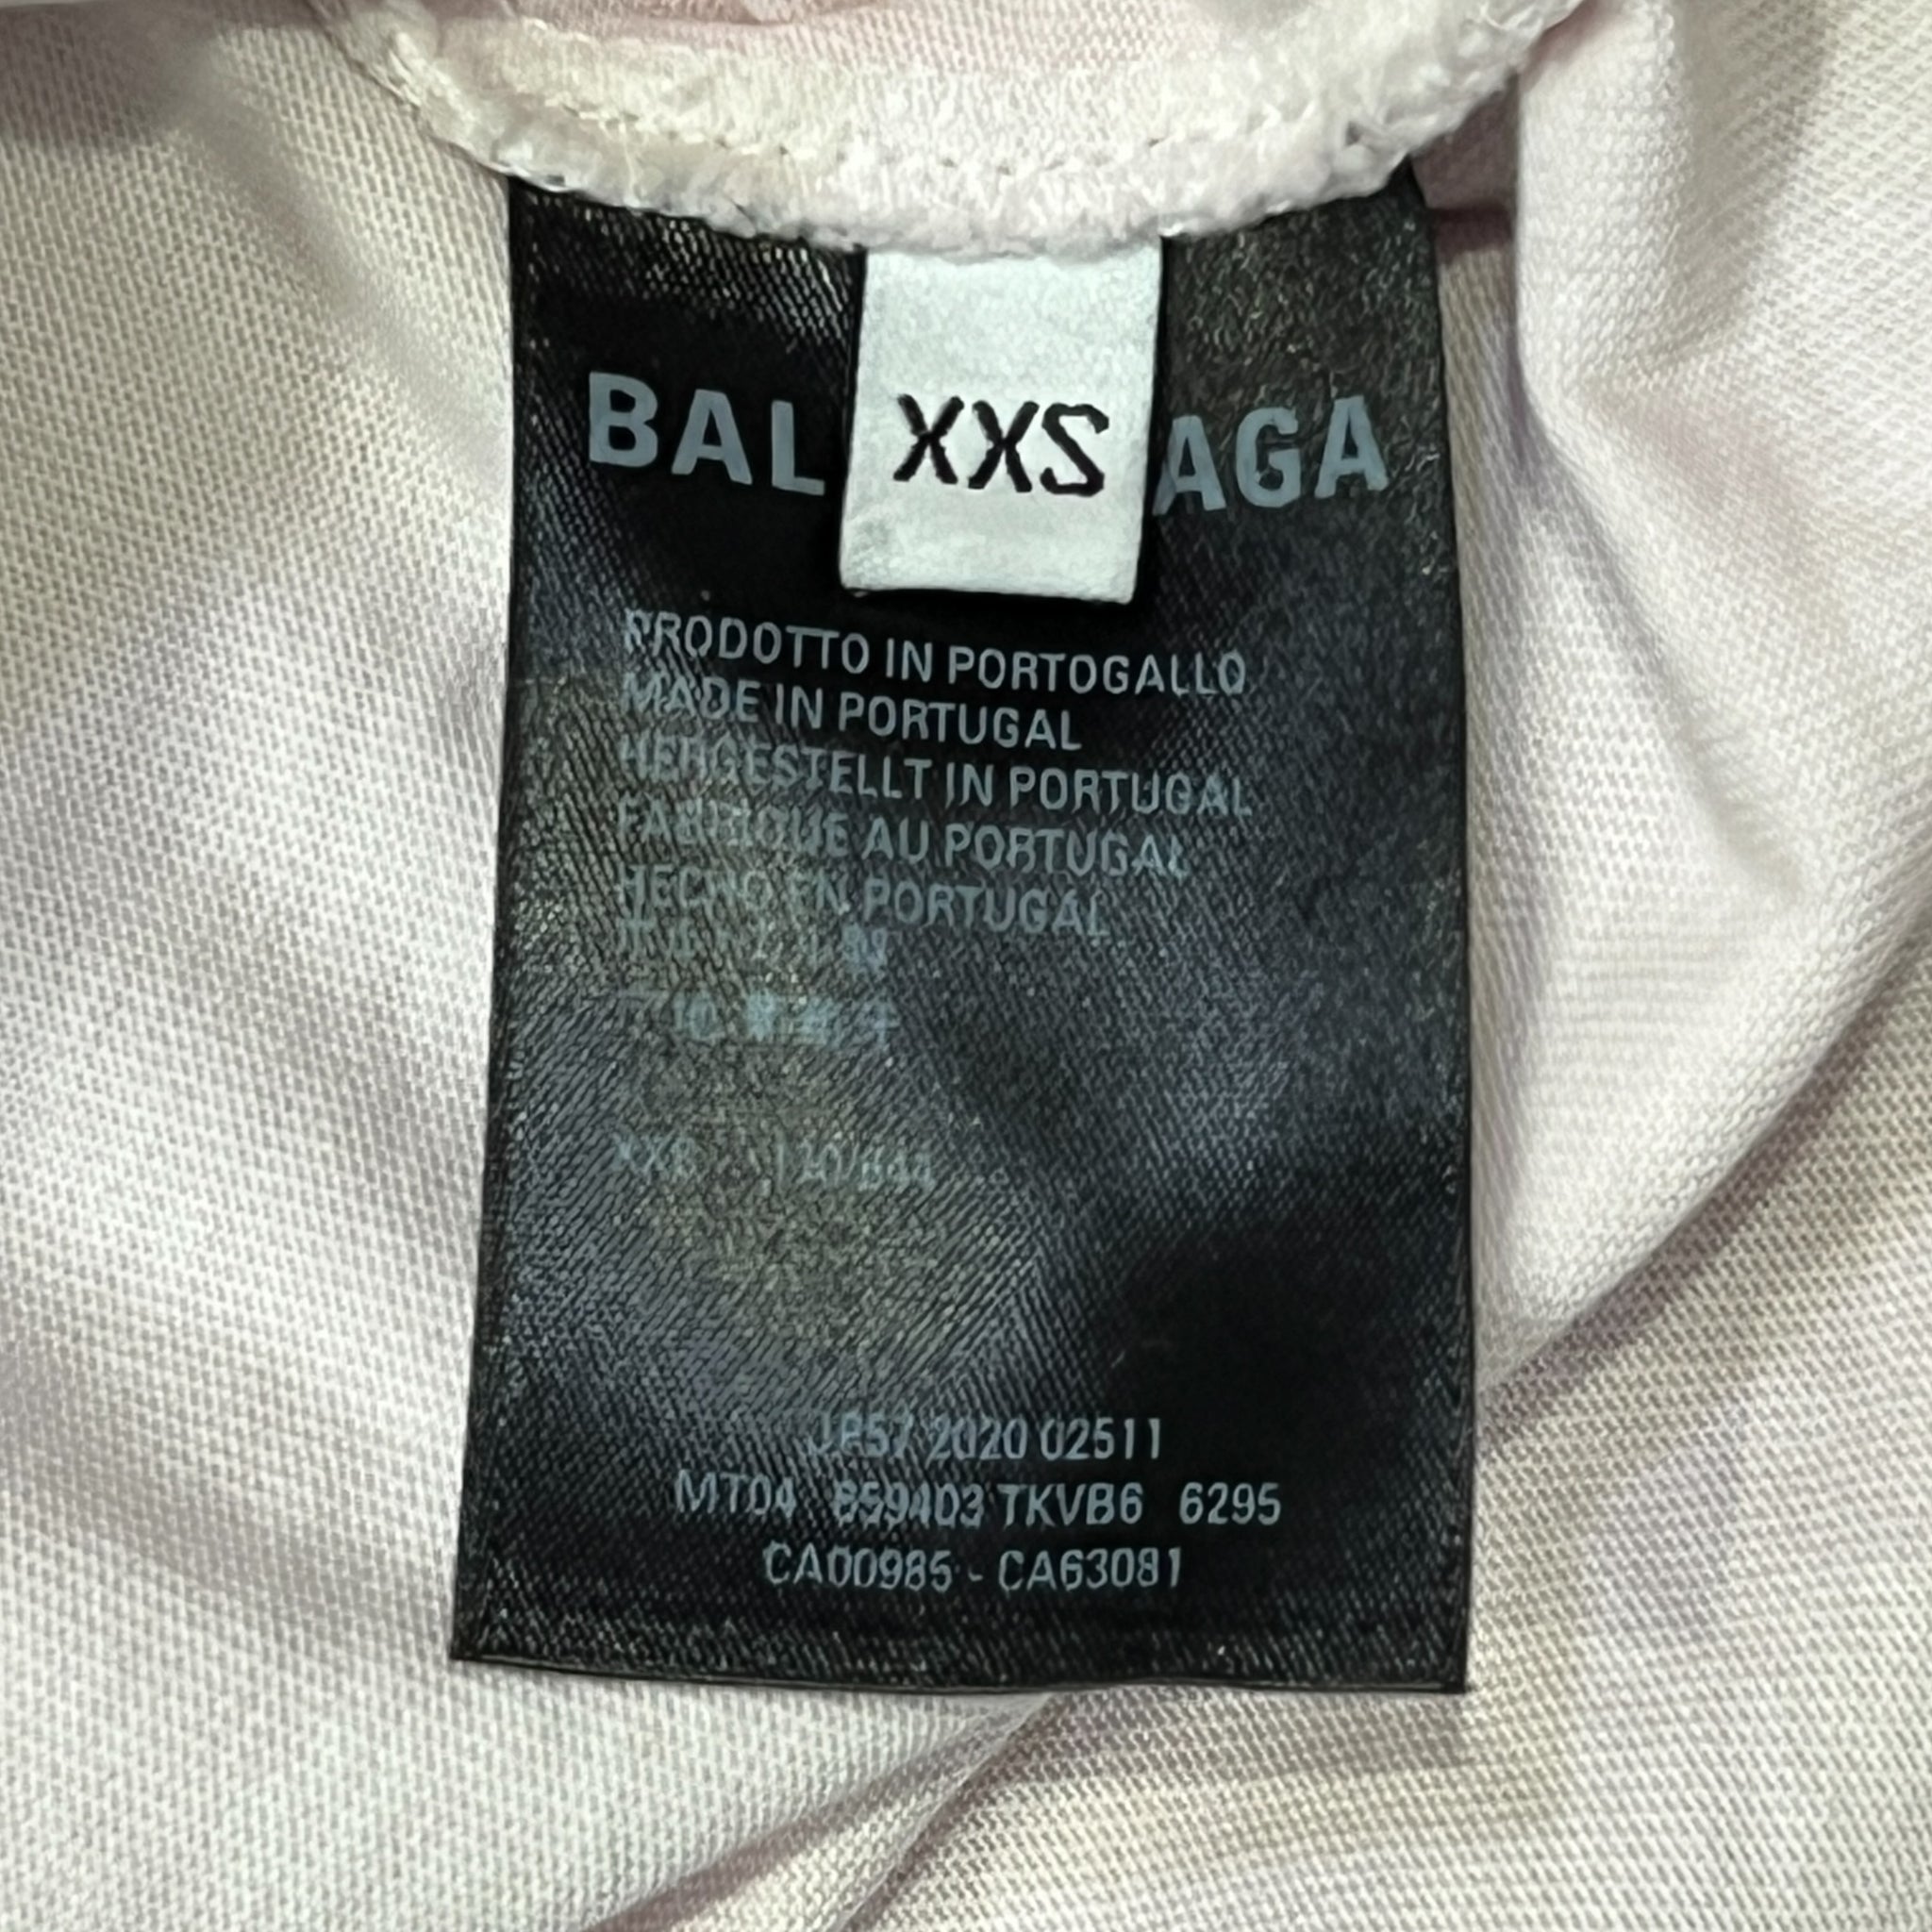 XXS
BAL AGA
PRODOTTO IN PORTOGALLO
MADE IN PORTUGAL
HERGESTELLT IN PORTUGAL
FABRIQUE AU PORTUGAL
HECHO EN PORTUGAL
2020 02511
MT04 659403 TKVB6 6295
CA00985 - CA63081